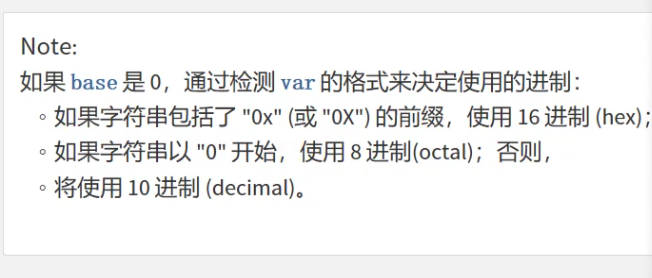 Note:
如果 base 是 0，通过检测 var 的格式来决定使用的进制：
◦ 如果字符串包括了 "0x" (或 "0X") 的前缀，使用 16 进制 (hex)；
◦ 如果字符串以 "0" 开始，使用 8 进制(octal)；否则，
◦ 将使用 10 进制 (decimal)。